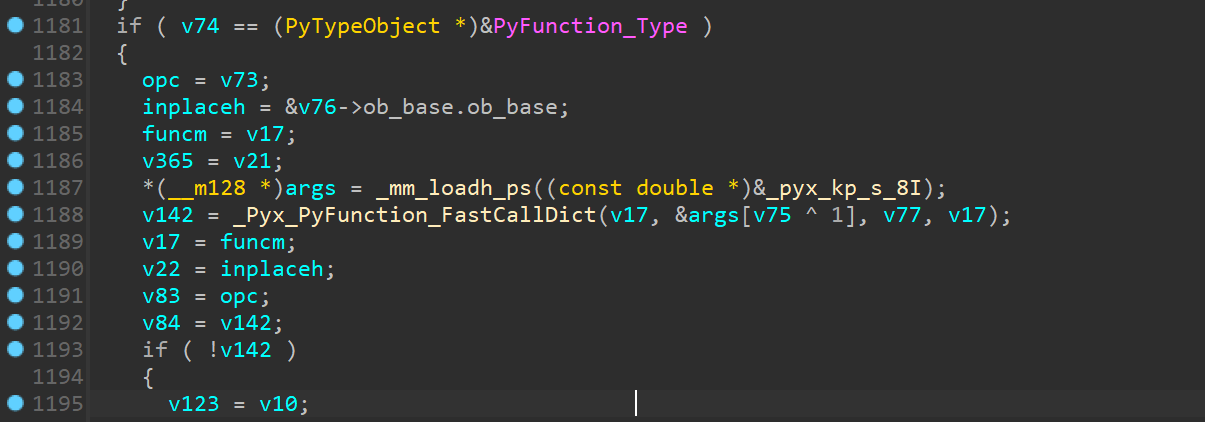 1180 }
1181 if ( v74 == (PyTypeObject *)&PyFunction_Type )
1182 {
1183 opc = v73;
1184 inplaceh = &v76->ob_base.ob_base;
1185 funcm = v17;
1186 v365 = v21;
1187 *(__m128 *)args = _mm_loadh_ps((const double *)&_pyx_kp_s_8I);
1188 v142 = _Pyx_PyFunction_FastCallDict(v17, &args[v75 ^ 1], v77, v17);
1189 v17 = funcm;
1190 v22 = inplaceh;
1191 v83 = opc;
1192 v84 = v142;
1193 if ( !v142 )
1194 {
1195 v123 = v10;